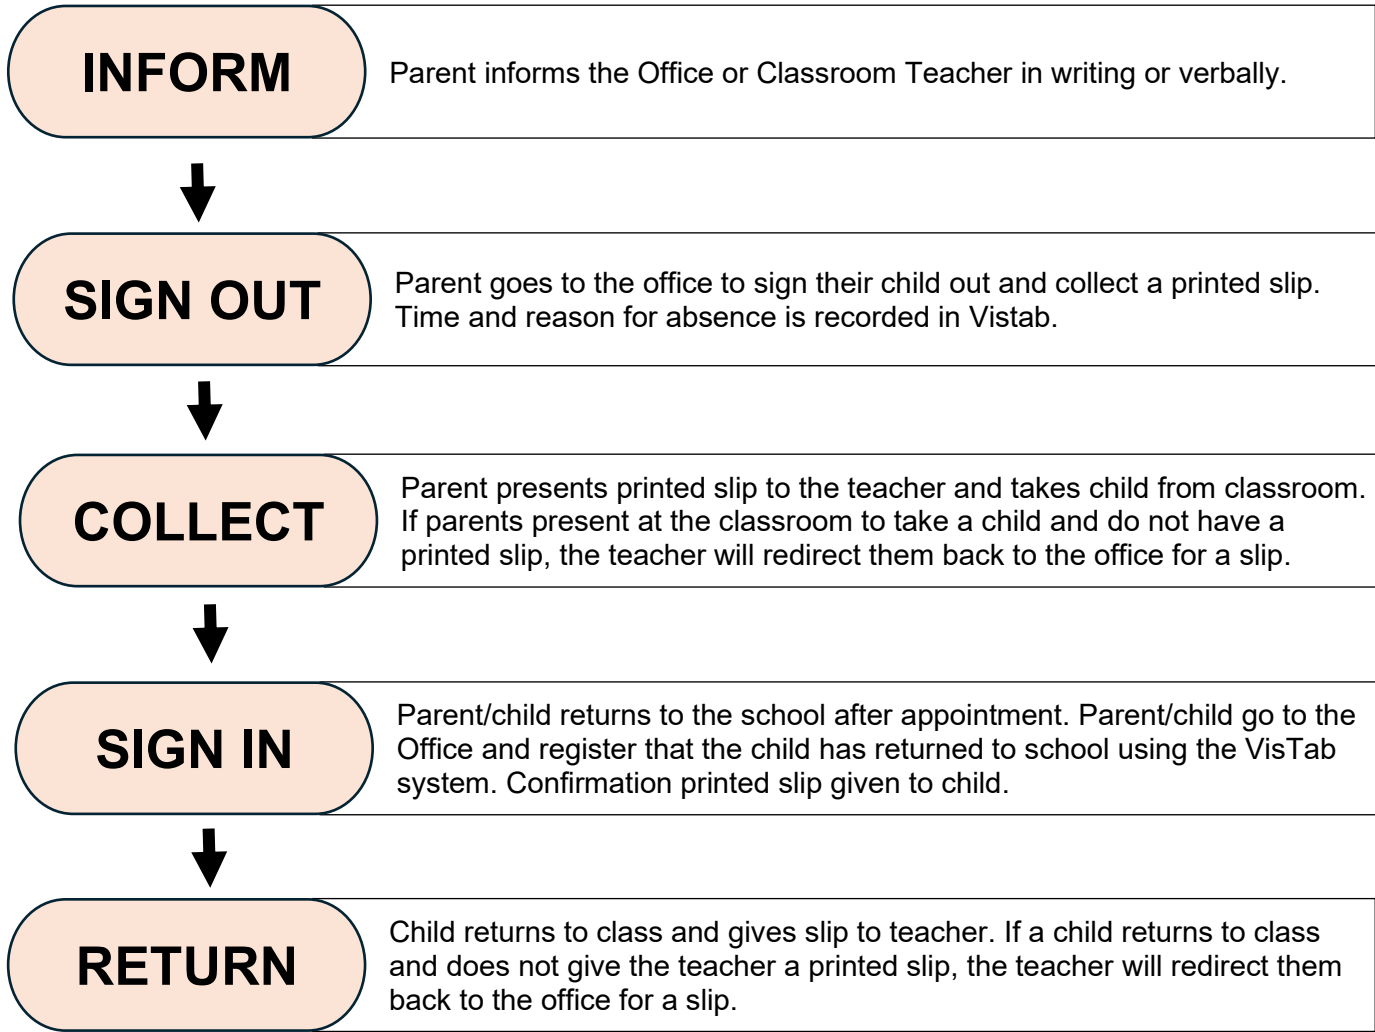 INFORM
Parent informs the Office or Classroom Teacher in writing or verbally.
SIGN OUT
Parent goes to the office to sign their child out and collect a printed slip.
Time and reason for absence is recorded in Vistab.
COLLECT
Parent presents printed slip to the teacher and takes child from classroom.
If parents present at the classroom to take a child and do not have a
printed slip, the teacher will redirect them back to the office for a slip.
SIGN IN
Parent/child returns to the school after appointment. Parent/child go to the
Office and register that the child has returned to school using the VisTab
system. Confirmation printed slip given to child.
RETURN
Child returns to class and gives slip to teacher. If a child returns to class
and does not give the teacher a printed slip, the teacher will redirect them
back to the office for a slip.